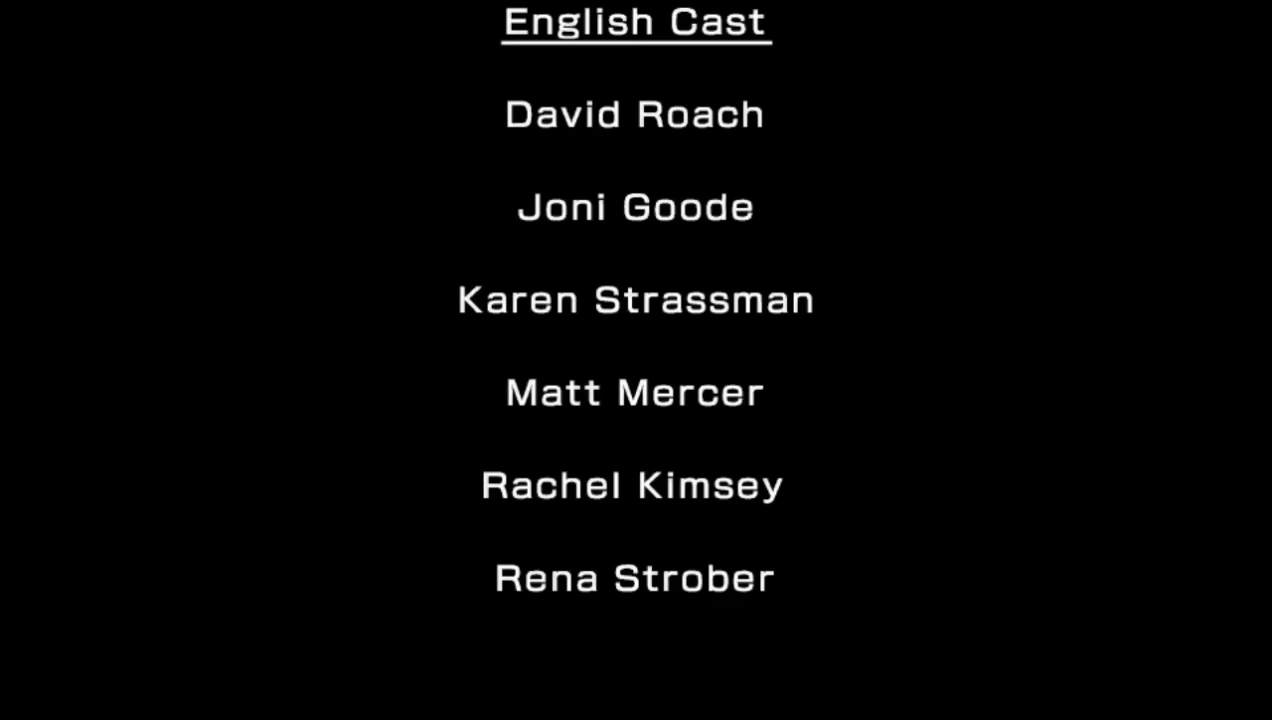 English Cast
David Roach
Joni Goode
Karen Strassman
Matt Mercer
Rachel Kimsey
Rena Strober